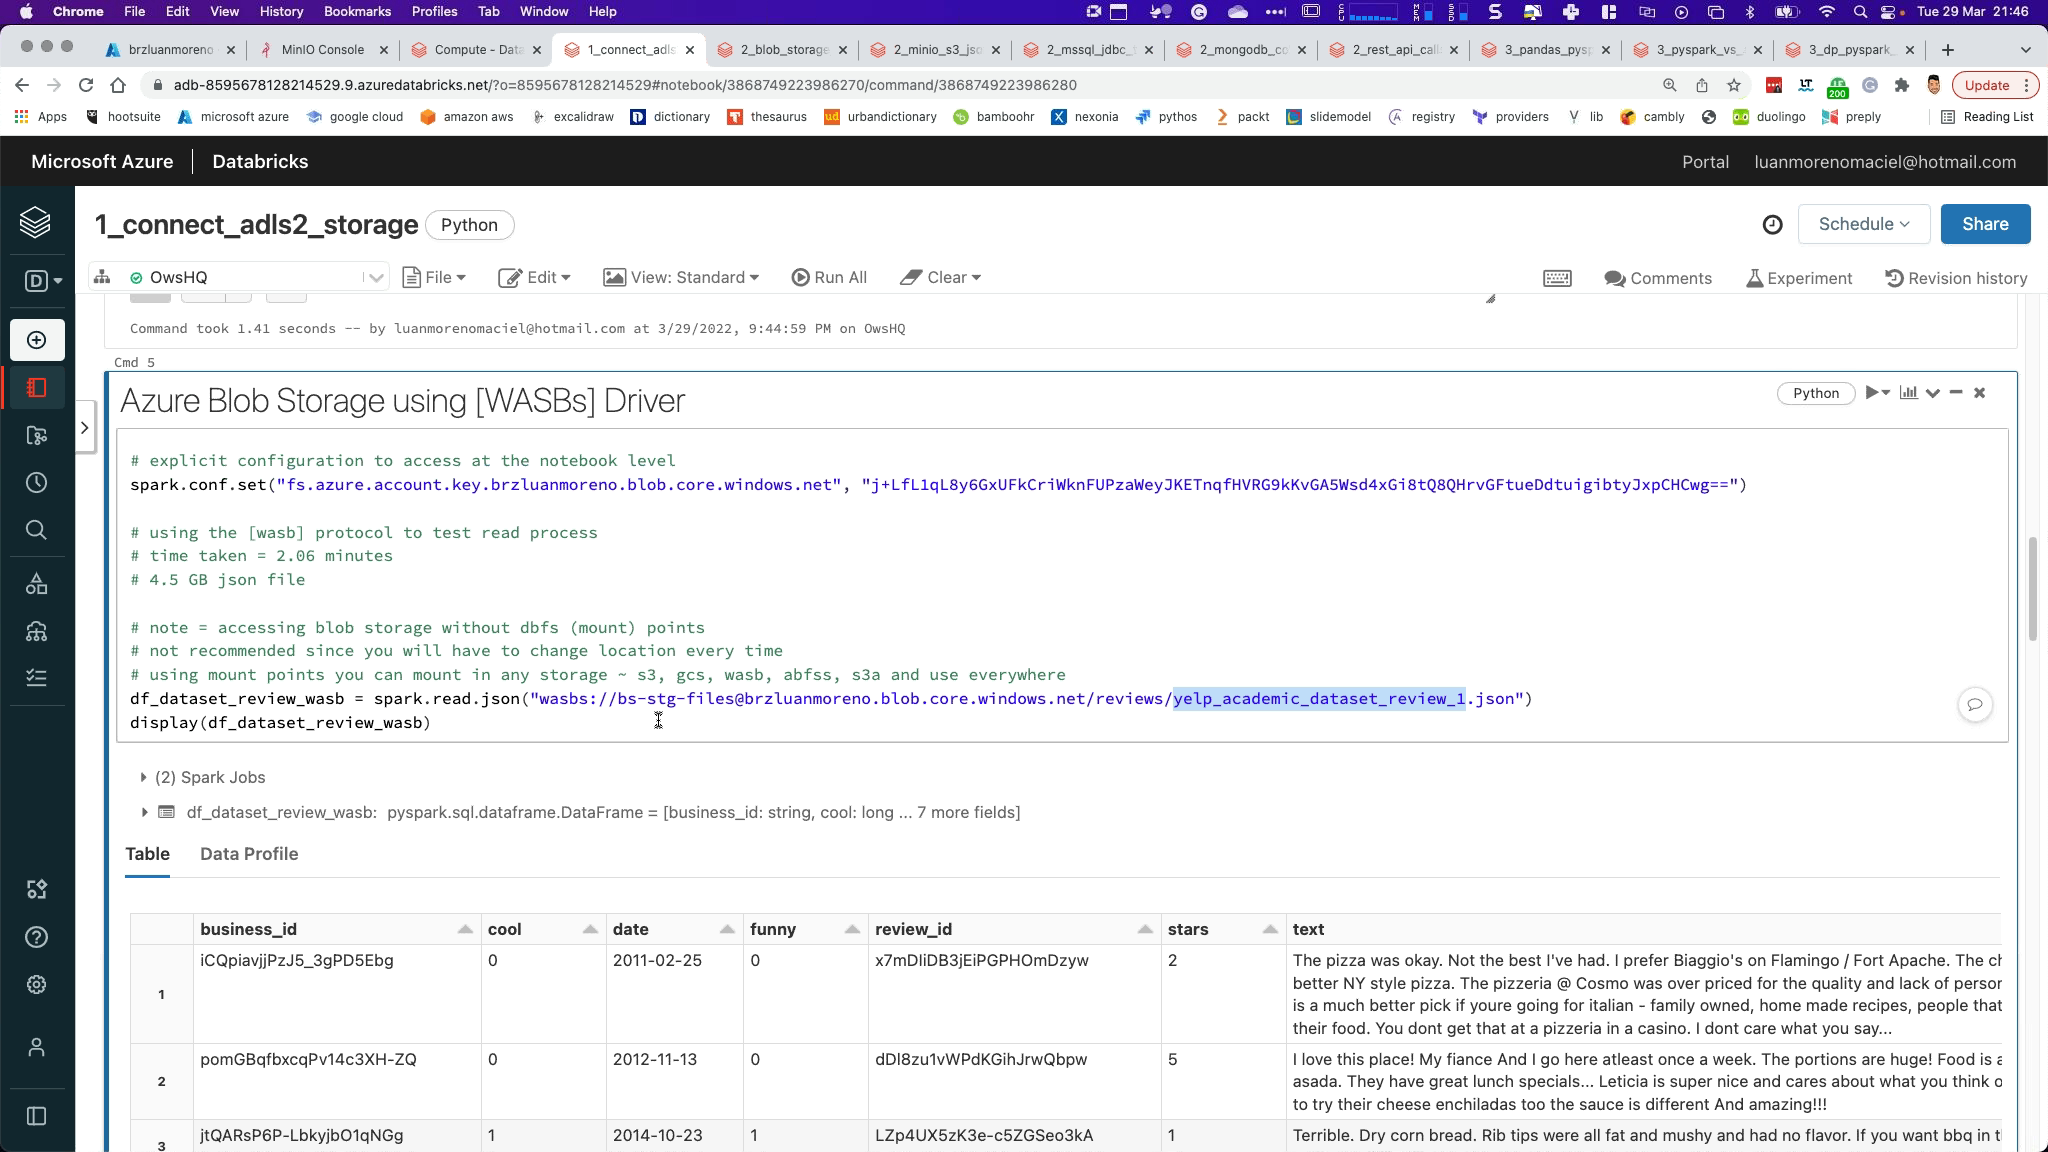 Chrome File Edit View History Bookmarks Profiles Tab Window Help Tue 29 Mar 21:46
brzluanmoreno MinIO Console Compute - Data 1_connect_adls 2_blob_storage 2_minio_s3_jso 2_mssql_jdbc_ 2_mongodb_co 2_rest_api_call 3_pandas_pysp 3_pyspark_vs_ 3_dp_pyspark_
adb-8595678128214529.9.azuredatabricks.net/?o=8595678128214529#notebook/3868749223986270/command/3868749223986280 200 Update
Apps hootsuite microsoft azure google cloud amazon aws excalidraw dictionary thesaurus urbandictionary bamboohr nexonia pythos packt slidemodel registry providers lib cambly duolingo preply Reading List
Microsoft Azure Databricks Portal luanmorenomaciel@hotmail.com
1_connect_adls2_storage Python Schedule Share
D OwsHQ File Edit View: Standard Run All Clear Comments Experiment Revision history
Command took 1.41 seconds -- by luanmorenomaciel@hotmail.com at 3/29/2022, 9:44:59 PM on OwsHQ
Cmd 5
Azure Blob Storage using [WASBs] Driver Python
# explicit configuration to access at the notebook level
spark.conf.set("fs.azure.account.key.brzluanmoreno.blob.core.windows.net", "j+LfL1qL8y6GxUFkCriWknFUPzaWeyJKETnqfHVRG9kKvGA5Wsd4xGi8tQ8QHrvGFtueDdtuigibtyJxpCHCwg==")
# using the [wasb] protocol to test read process
# time taken = 2.06 minutes
# 4.5 GB json file
# note = accessing blob storage without dbfs (mount) points
# not recommended since you will have to change location every time
# using mount points you can mount in any storage ~ s3, gcs, wasb, abfss, s3a and use everywhere
df_dataset_review_wasb = spark.read.json("wasbs://bs-stg-files@brzluanmoreno.blob.core.windows.net/reviews/yelp_academic_dataset_review_1.json")
display(df_dataset_review_wasb)
(2) Spark Jobs
df_dataset_review_wasb: pyspark.sql.dataframe.DataFrame = [business_id: string, cool: long ... 7 more fields]
Table Data Profile
business_id cool date funny review_id stars text
1 iCQpiavjjPzJ5_3gPD5Ebg 0 2011-02-25 0 x7mDIiDB3jEiPGPHOmDzyw 2 The pizza was okay. Not the best I've had. I prefer Biaggio's on Flamingo / Fort Apache. The ch
better NY style pizza. The pizzeria @ Cosmo was over priced for the quality and lack of person
is a much better pick if youre going for italian - family owned, home made recipes, people that
their food. You dont get that at a pizzeria in a casino. I dont care what you say...
2 pomGBqfbxcqPv14c3XH-ZQ 0 2012-11-13 0 dDl8zu1vWPdKGihJrwQbpw 5 I love this place! My fiance And I go here atleast once a week. The portions are huge! Food is a
asada. They have great lunch specials... Leticia is super nice and cares about what you think o
to try their cheese enchiladas too the sauce is different And amazing!!!
3 jtQARsP6P-LbkyjbO1qNGg 1 2014-10-23 1 LZp4UX5zK3e-c5ZGSeo3kA 1 Terrible. Dry corn bread. Rib tips were all fat and mushy and had no flavor. If you want bbq in t